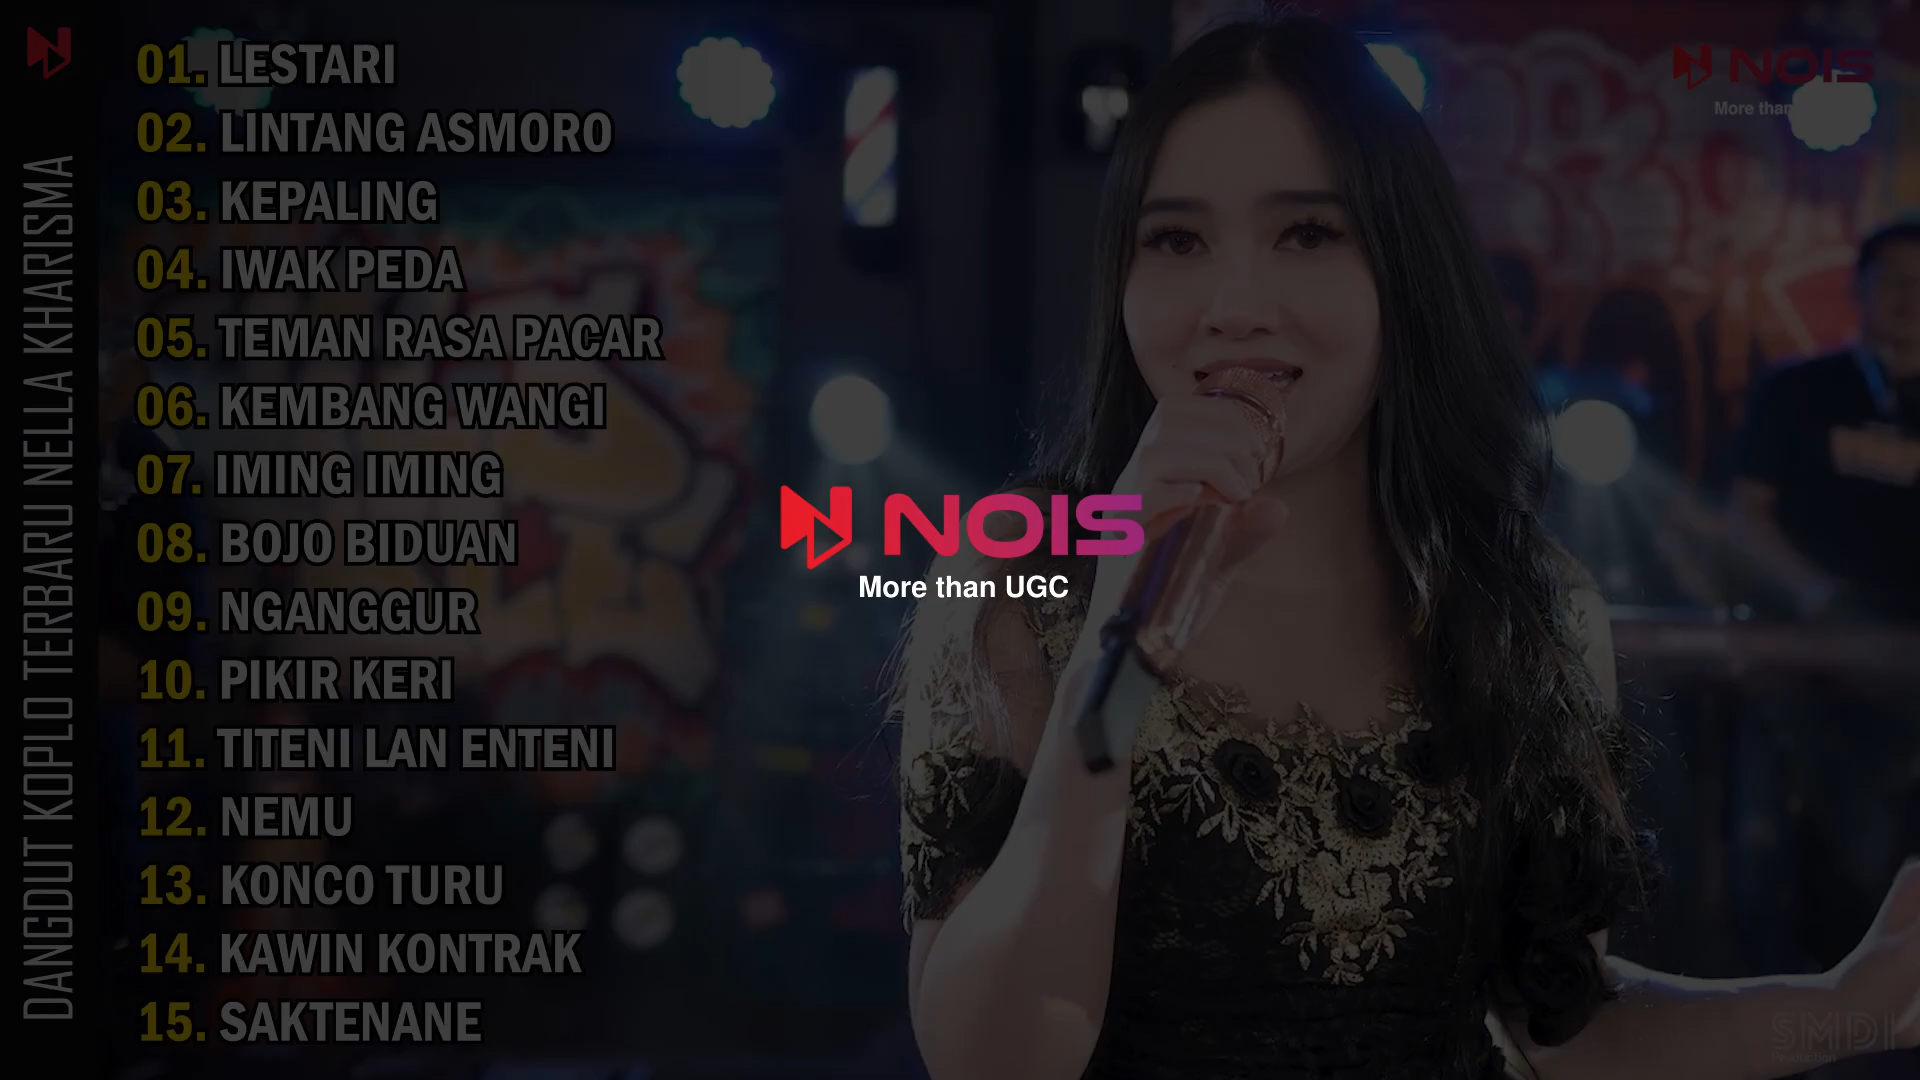 DANGDUT KOPLO TERBARU NELLA KHARISMA
01. LESTARI
02. LINTANG ASMORO
03. KEPALING
04. IWAK PEDA
05. TEMAN RASA PACAR
06. KEMBANG WANGI
07. IMING IMING
08. BOJO BIDUAN
09. NGANGGUR
10. PIKIR KERI
11. TITENI LAN ENTENI
12. NEMU
13. KONCO TURU
14. KAWIN KONTRAK
15. SAKTENANE
NOIS
More than UGC
NOIS
More than
SMDI
Production